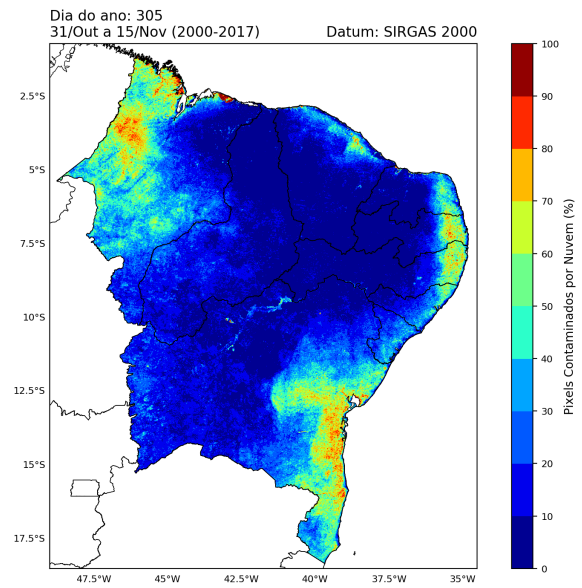 Dia do ano: 305
31/Out a 15/Nov (2000-2017)
Datum: SIRGAS 2000
2.5°S
5°S
7.5°S
10°S
12.5°S
15°S
17.5°S
47.5°W
45°W
42.5°W
40°W
37.5°W
35°W
100
90
80
70
60
50
40
30
20
10
0
Pixels Contaminados por Nuvem (%)